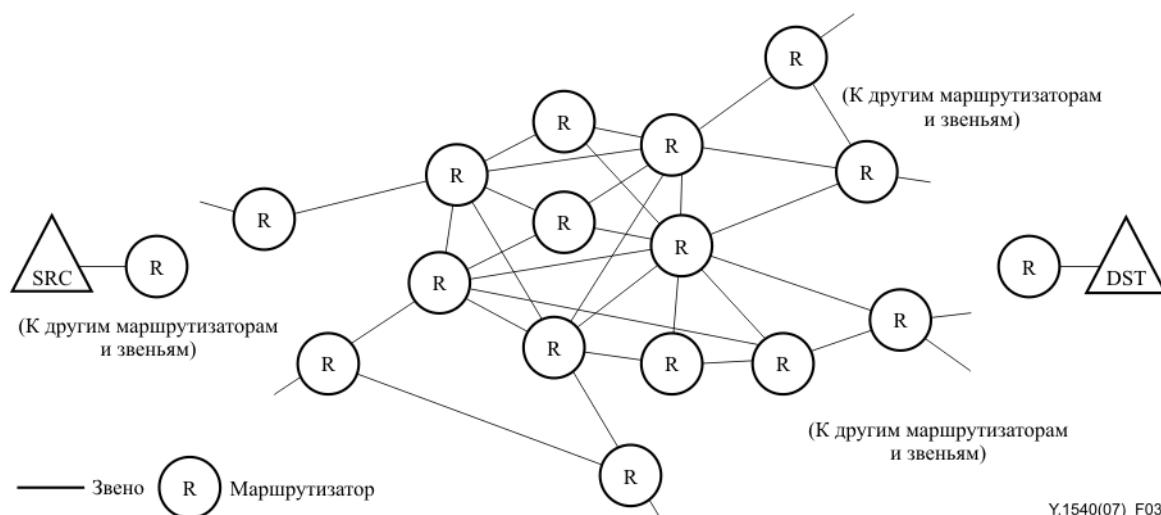 R
(К другим маршрутизаторам
и звеньям)
R
R
R
R
R
R
R
SRC
R
R
DST
R
(К другим маршрутизаторам
и звеньям)
R
R
R
R
R
(К другим маршрутизаторам
и звеньям)
R
Звено
R
Маршрутизатор
Y.1540(07)_F03